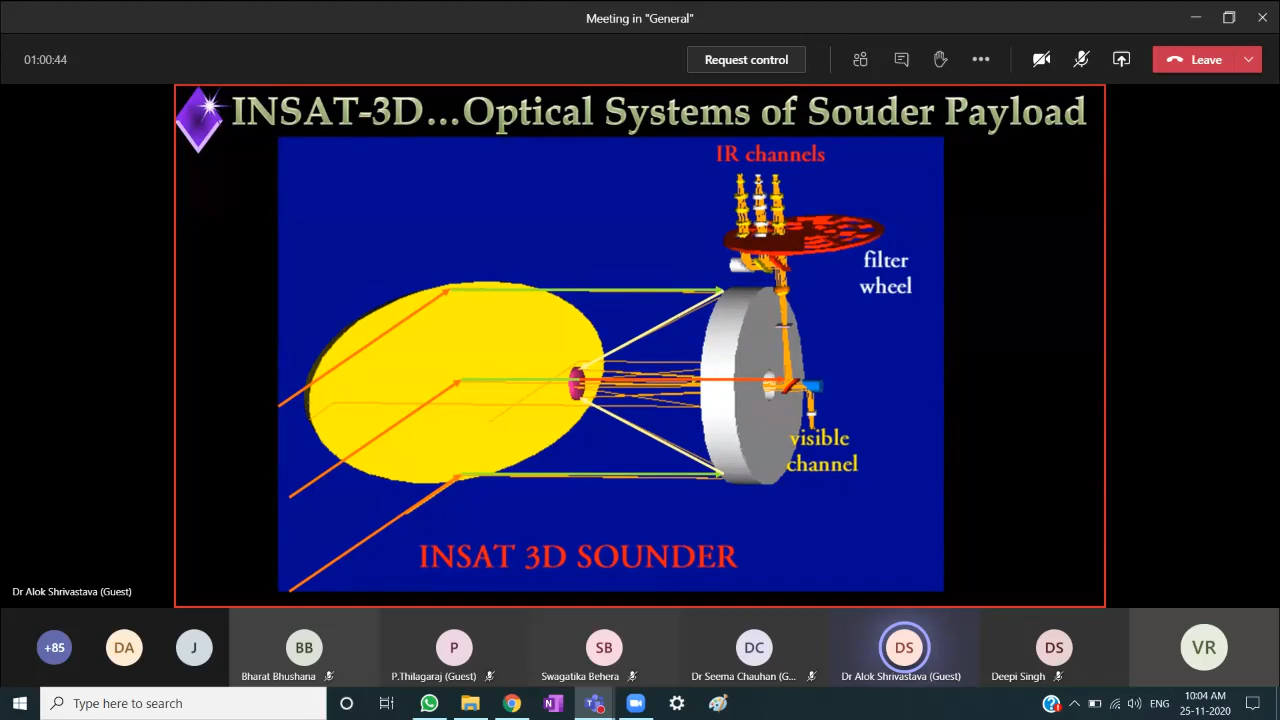 Meeting in "General"
01:00:44
Request control
Leave
INSAT-3D...Optical Systems of Souder Payload
IR channels
filter
wheel
visible
channel
INSAT 3D SOUNDER
Dr Alok Shrivastava (Guest)
+85
DA
J
BB
P
SB
DC
DS
DS
VR
Bharat Bhushana
P.Thilagaraj (Guest)
Swagatika Behera
Dr Seema Chauhan (G...
Dr Alok Shrivastava (Guest)
Deepi Singh
Type here to search
ENG
10:04 AM
25-11-2020